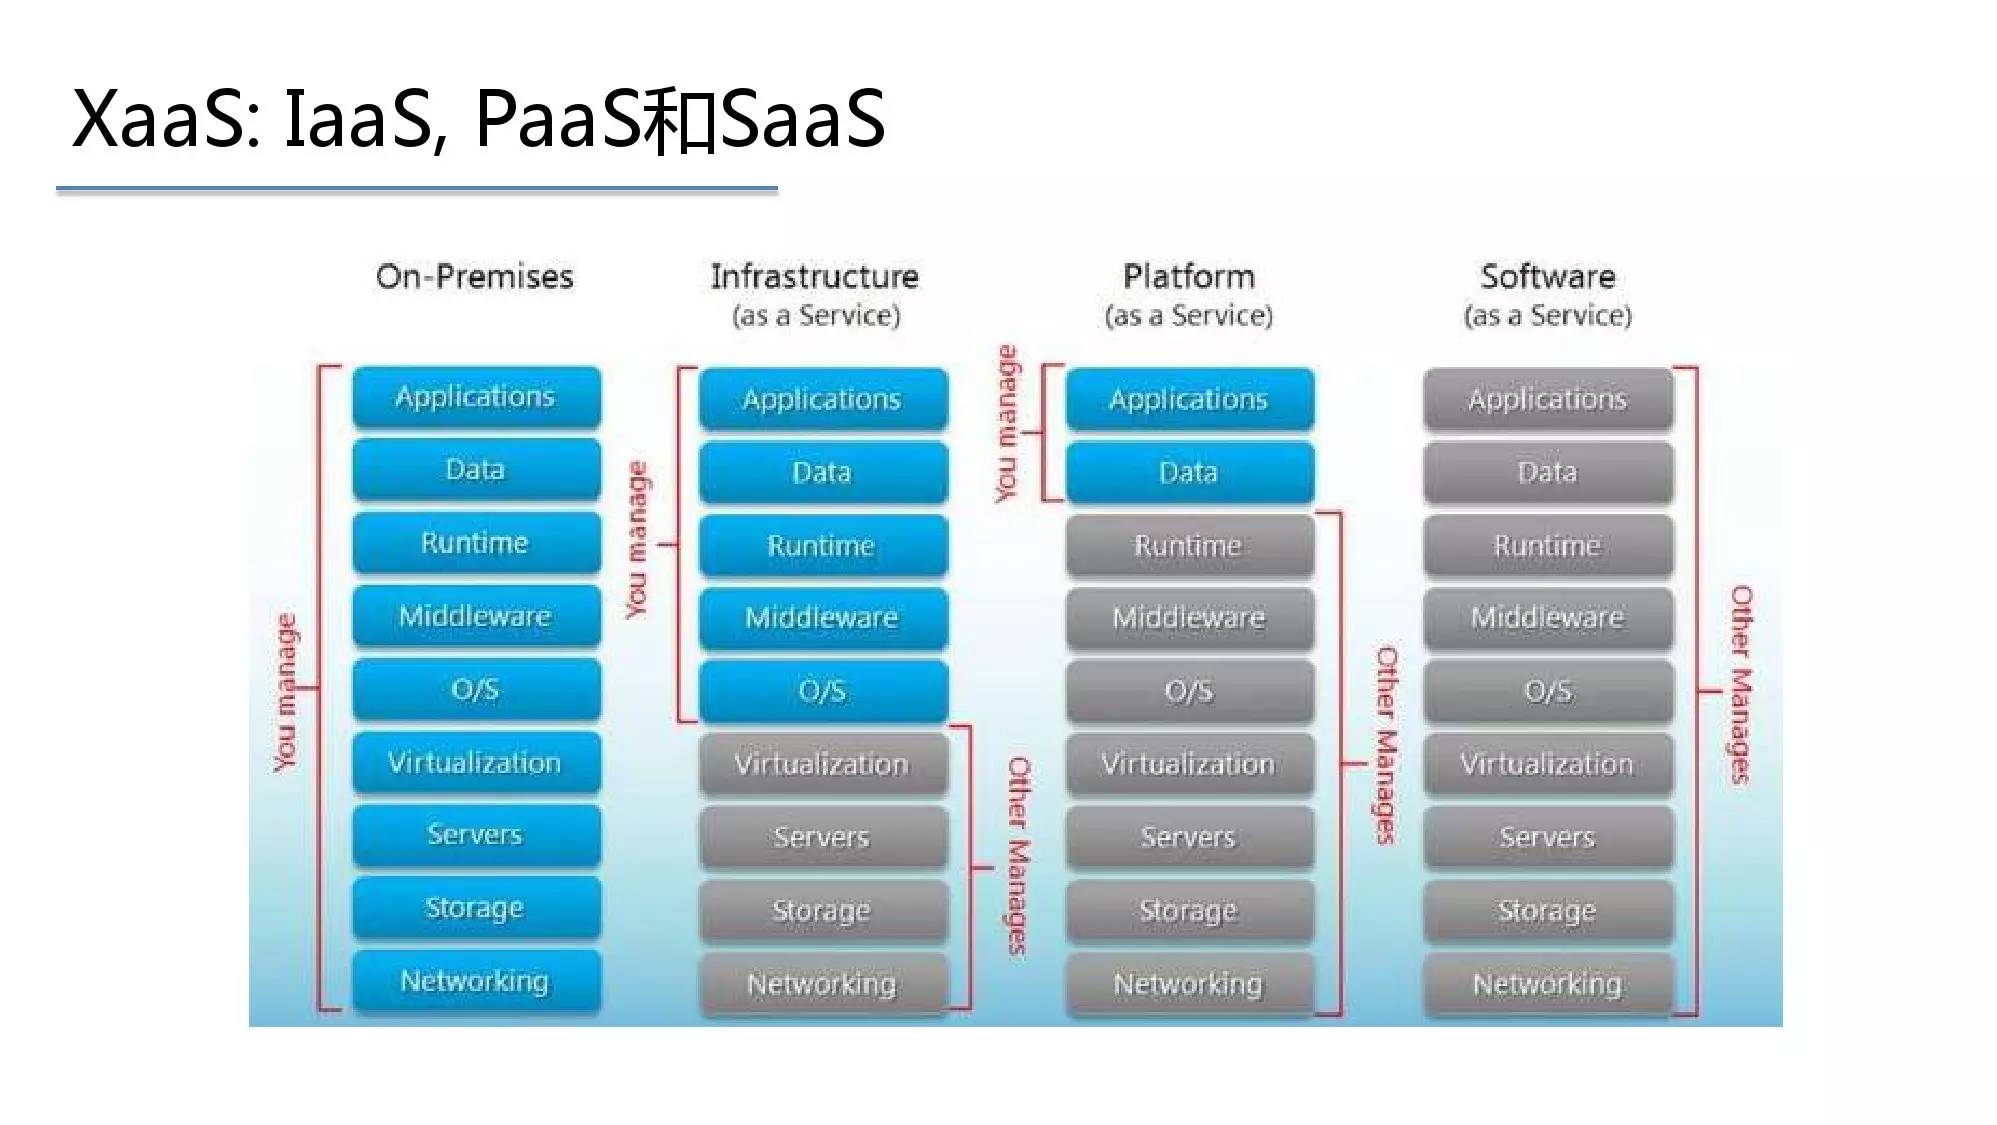 XaaS: IaaS, PaaS和SaaS
On-Premises
You manage
Applications
Data
Runtime
Middleware
O/S
Virtualization
Servers
Storage
Networking
Infrastructure
(as a Service)
You manage
Applications
Data
Runtime
Middleware
O/S
Virtualization
Servers
Storage
Networking
Other Manages
Platform
(as a Service)
You manage
Applications
Data
Runtime
Middleware
O/S
Virtualization
Servers
Storage
Networking
Other Manages
Software
(as a Service)
Applications
Data
Runtime
Middleware
O/S
Virtualization
Servers
Storage
Networking
Other Manages